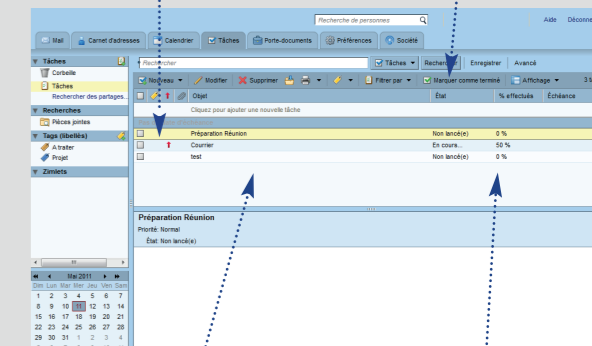 Recherche de personnes
Aide Déconne
Mail Carnet d'adresses Calendrier Tâches Porte-documents Préférences Société
Tâches
Corbeille
Tâches
Rechercher des partages...
Recherches
Pièces jointes
Tags (libellés)
A traiter
Projet
Zimlets
Rechercher Tâches Enregistrer Avancé
Nouveau Modifier Supprimer Filtrer par Marquer comme terminé Affichage 3 t
Objet État % effectués Échéance
Cliquez pour ajouter une nouvelle tâche
Préparation Réunion Non lancé(e) 0 %
Courrier En cours... 50 %
test Non lancé(e) 0 %
Préparation Réunion
Priorité: Normal
État: Non lancé(e)
Mai 2011
Dim Lun Mar Mer Jeu Ven Sam
1 2 3 4 5 6 7
8 9 10 11 12 13 14
15 16 17 18 19 20 21
22 23 24 25 26 27 28
29 30 31 1 2 3 4